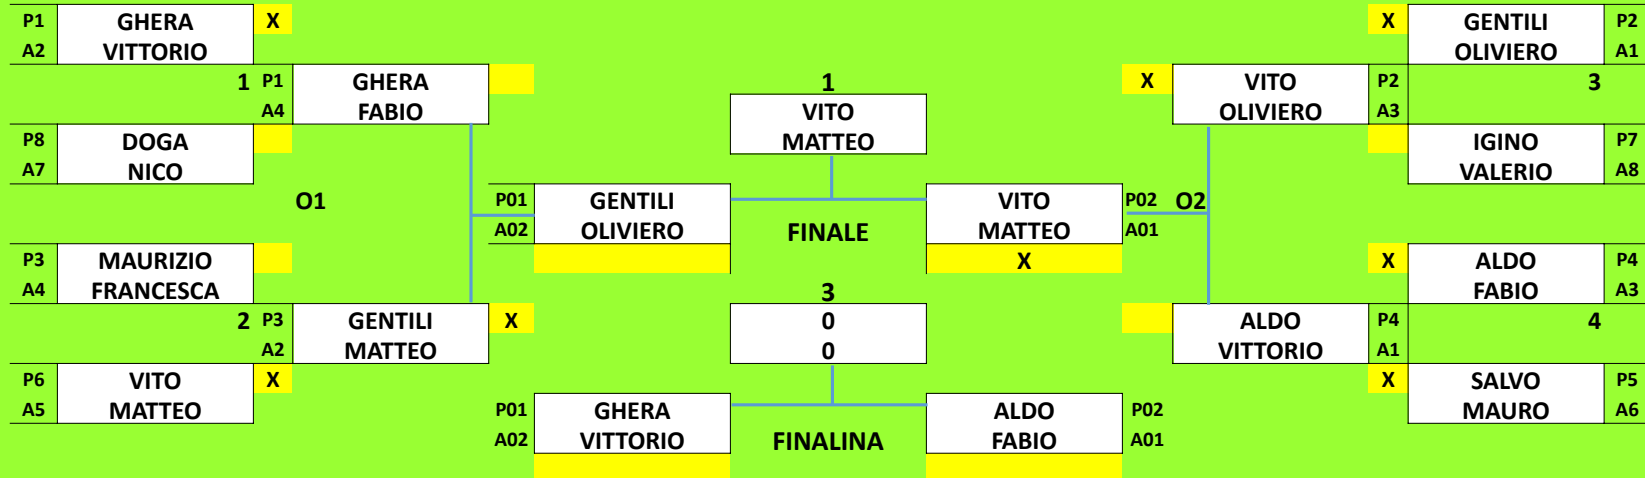 P1 GHERA X X GENTILI P2
A2 VITTORIO OLIVIERO A1
1 P1 GHERA 1 X VITO P2 3
A4 FABIO VITO OLIVIERO A3
P8 DOGA MATTEO IGINO P7
A7 NICO VALERIO A8
O1 P01 GENTILI VITO P02 O2
A02 OLIVIERO FINALE MATTEO A01
P3 MAURIZIO X X ALDO P4
A4 FRANCESCA 3 FABIO A3
2 P3 GENTILI X 0 ALDO P4 4
A2 MATTEO 0 VITTORIO A1
P6 VITO X X SALVO P5
A5 MATTEO P01 GHERA ALDO P02 MAURO A6
A02 VITTORIO FINALINA FABIO A01